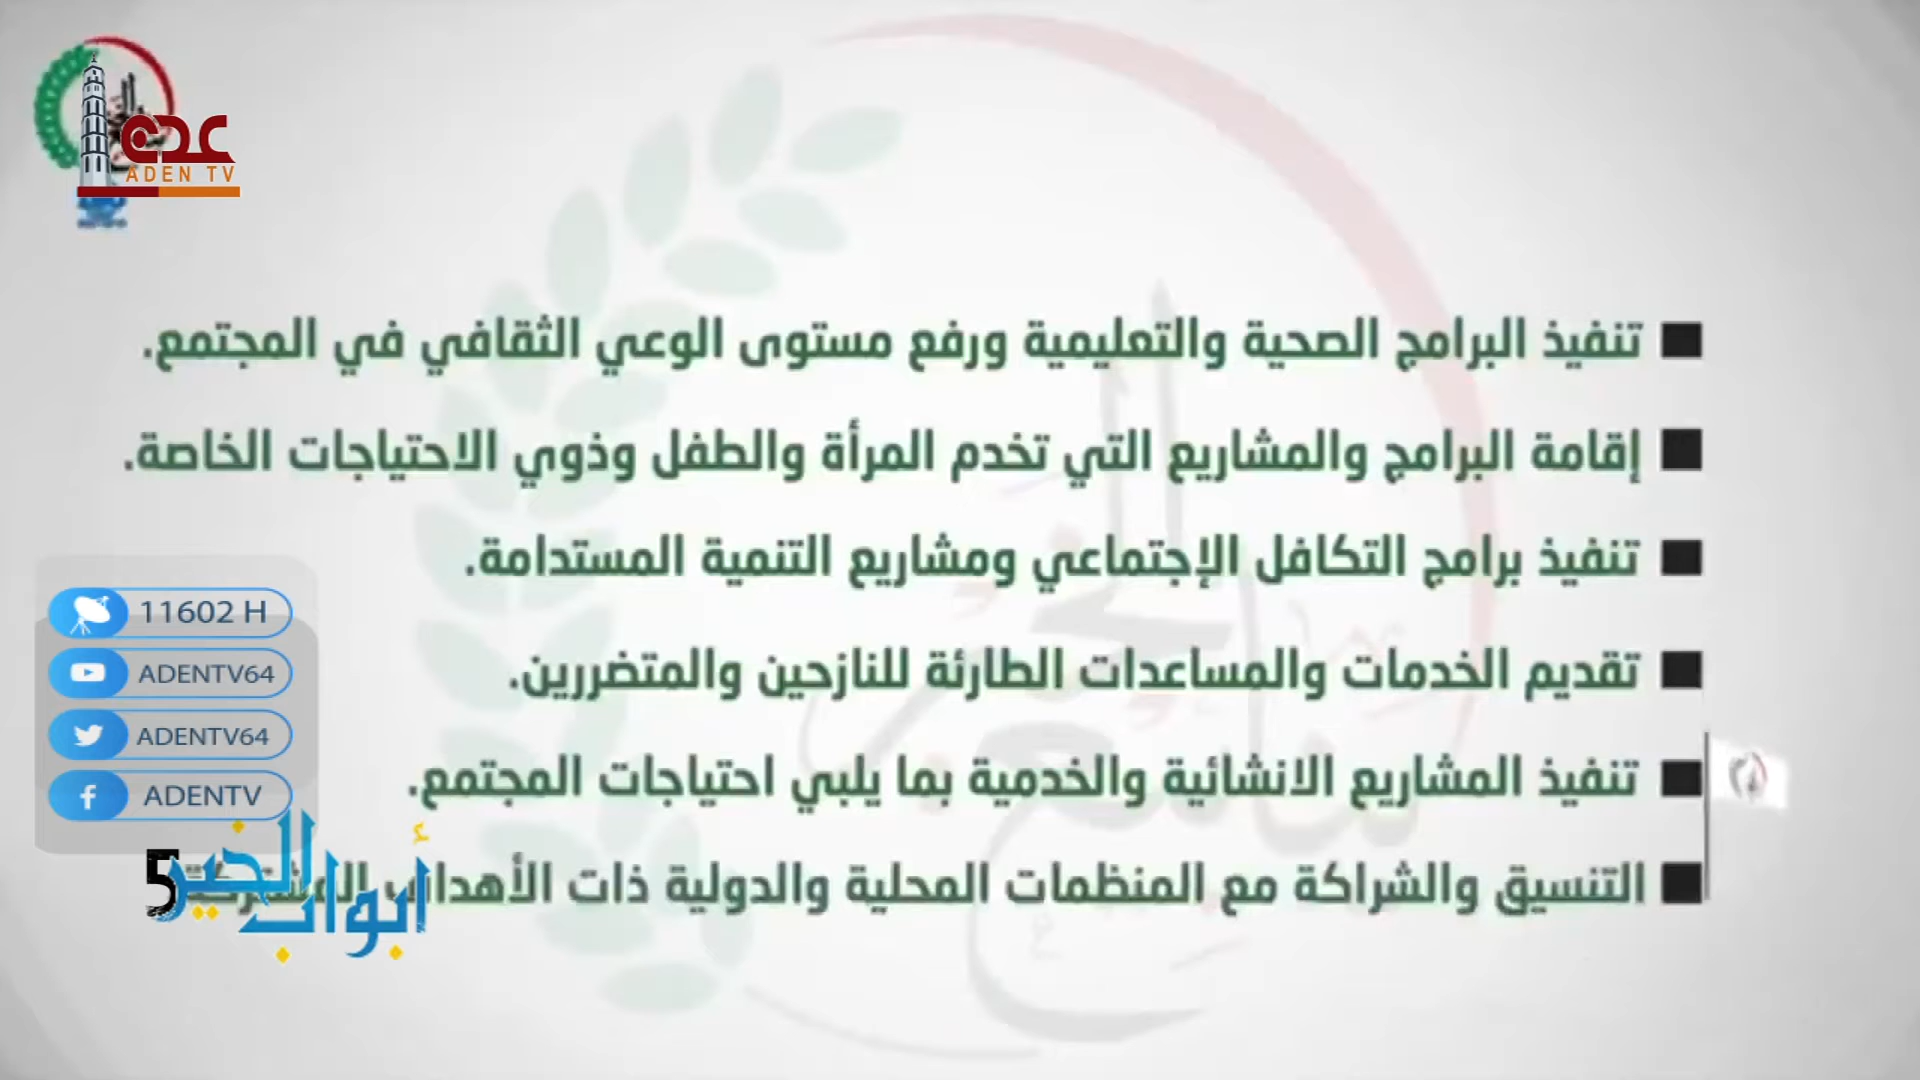 عدن
ADEN TV
تنفيذ البرامج الصحية والتعليمية ورفع مستوى الوعي الثقافي في المجتمع.
إقامة البرامج والمشاريع التي تخدم المرأة والطفل وذوي الاحتياجات الخاصة.
تنفيذ برامج التكافل الإجتماعي ومشاريع التنمية المستدامة.
تقديم الخدمات والمساعدات الطارئة للنازحين والمتضررين.
تنفيذ المشاريع الانشائية والخدمية بما يلبي احتياجات المجتمع.
التنسيق والشراكة مع المنظمات المحلية والدولية ذات الأهداف المشتركة
11602 H
ADENTV64
ADENTV64
ADENTV
أبواب الخير 5